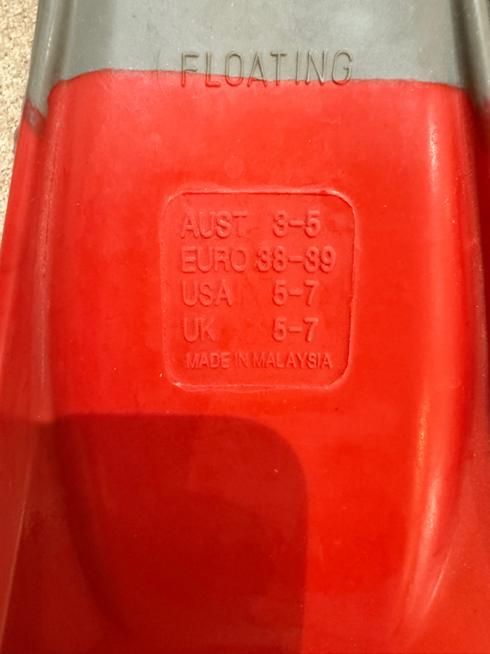 FLOATING
AUST 3-5
EURO 38-39
USA 5-7
UK 5-7
MADE IN MALAYSIA